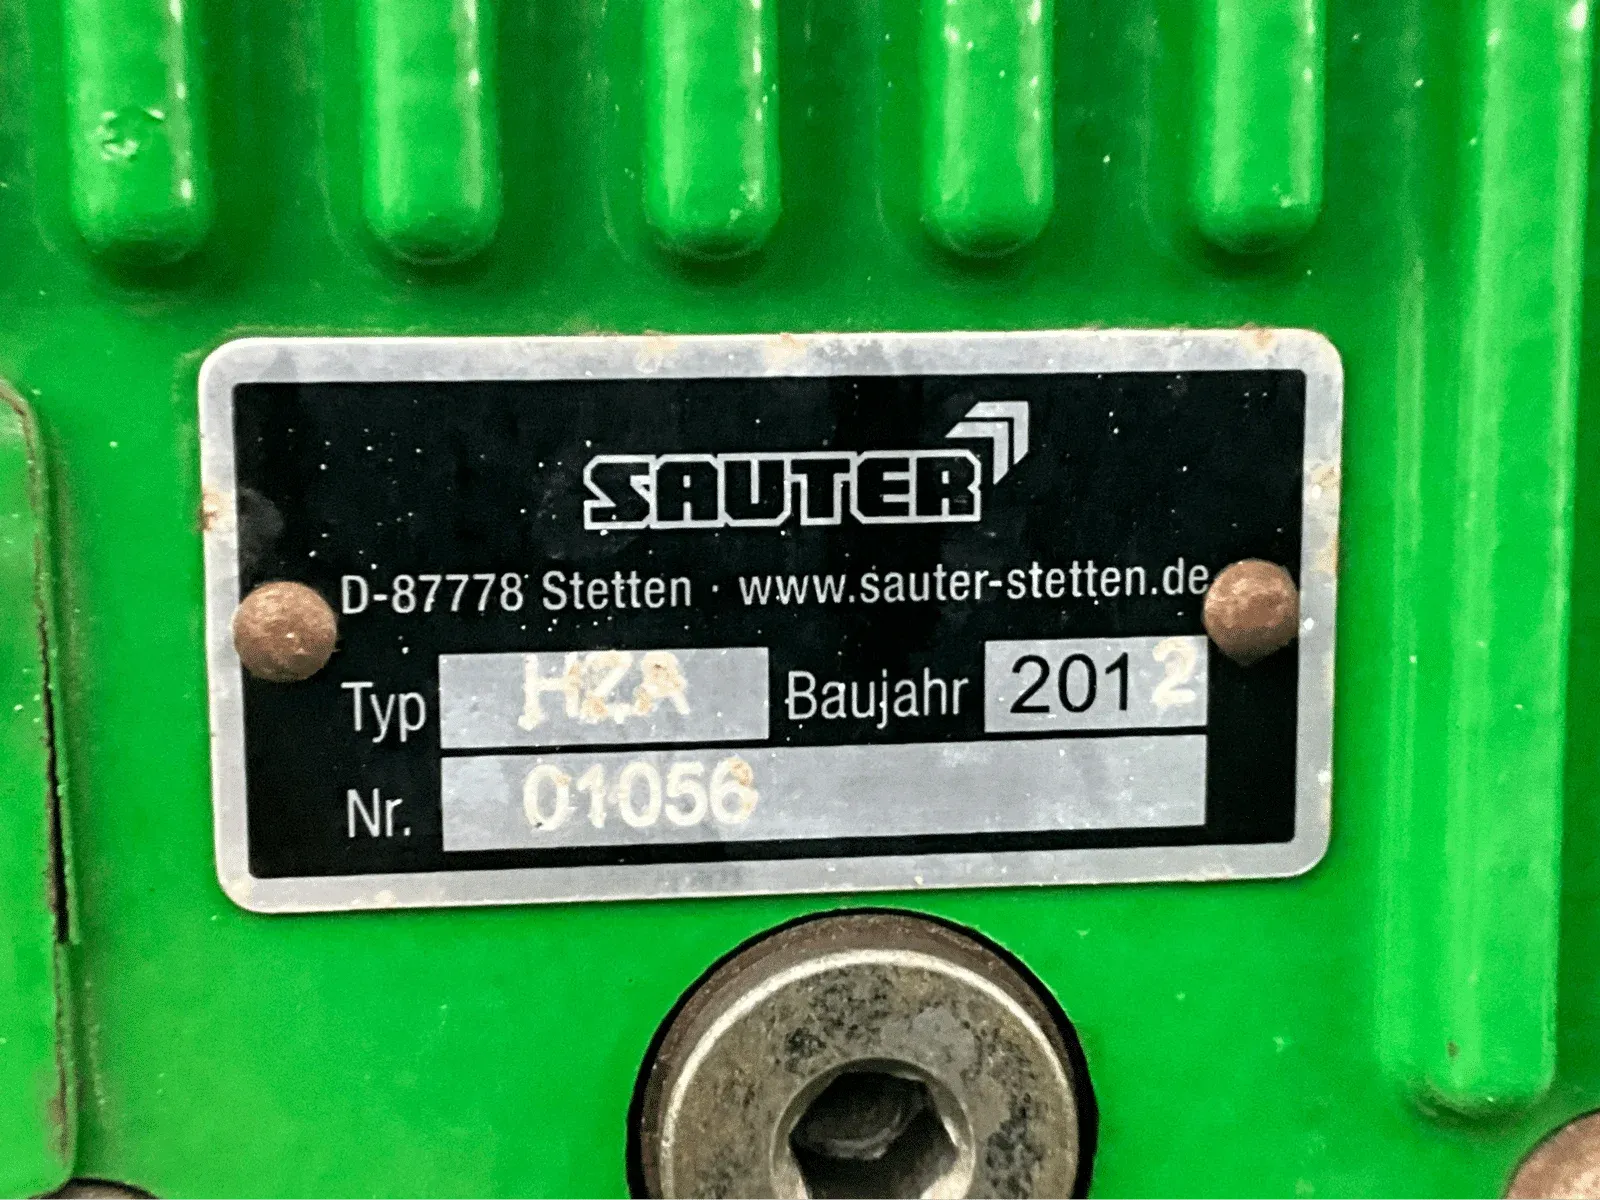 SAUTER
D-87778 Stetten · www.sauter-stetten.de
Typ HZA Baujahr 2012
Nr. 01056